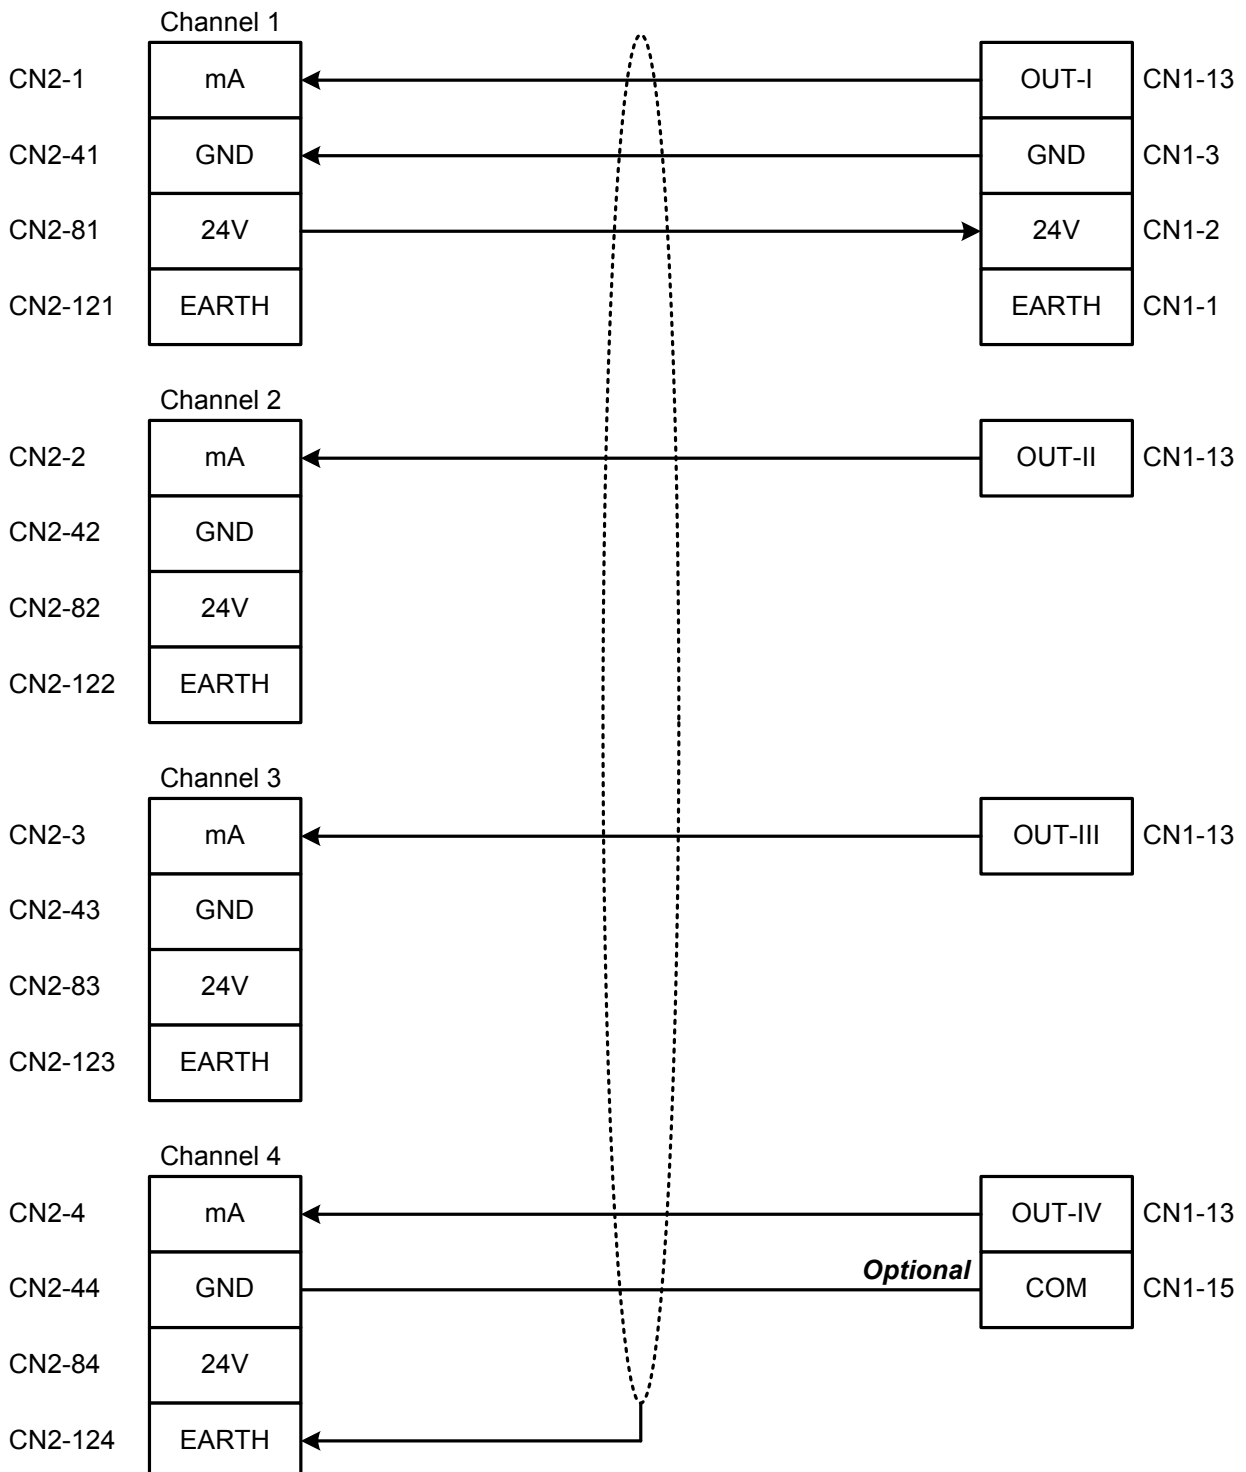 Channel 1
CN2-1 mA OUT-I CN1-13
CN2-41 GND GND CN1-3
CN2-81 24V 24V CN1-2
CN2-121 EARTH EARTH CN1-1
Channel 2
CN2-2 mA OUT-II CN1-13
CN2-42 GND
CN2-82 24V
CN2-122 EARTH
Channel 3
CN2-3 mA OUT-III CN1-13
CN2-43 GND
CN2-83 24V
CN2-123 EARTH
Channel 4
CN2-4 mA OUT-IV CN1-13
Optional
CN2-44 GND COM CN1-15
CN2-84 24V
CN2-124 EARTH